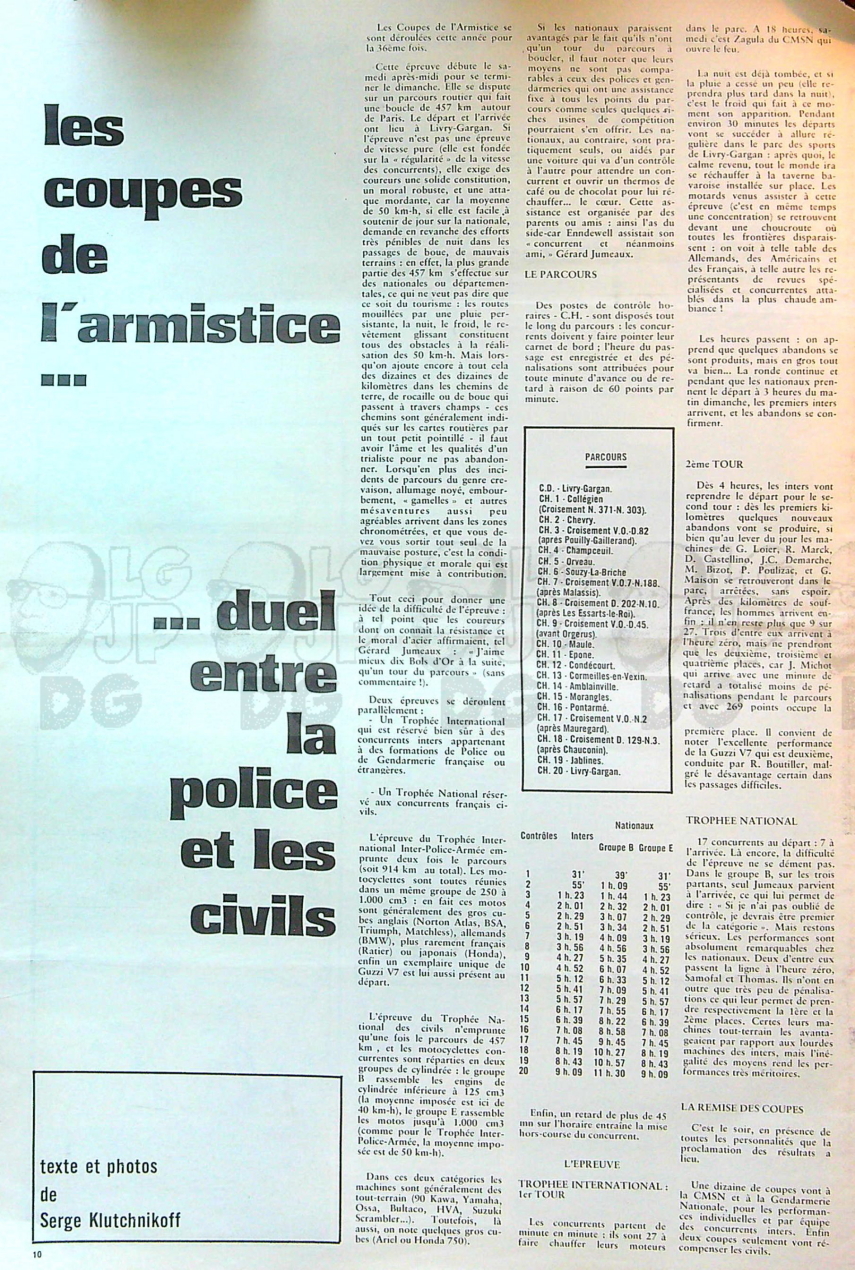 les
coupes
de
l'armistice
...
... duel
entre
la
police
et les
civils
texte et photos
de
Serge Klutchnikoff
10
Les Coupes de l'Armistice se
sont déroulées cette année pour
la 36ème fois.
Cette épreuve débute le sa-
medi après-midi pour se termi-
ner le dimanche. Elle se dispute
sur un parcours routier qui fait
une boucle de 457 km autour
de Paris. Le départ et l'arrivée
ont lieu à Livry-Gargan. Si
l'épreuve n'est pas une épreuve
de vitesse pure (elle est fondée
sur la « régularité » de la vitesse
des concurrents), elle exige des
coureurs une solide constitution,
un moral robuste, et une atta-
que mordante, car la moyenne
de 50 km-h, si elle est facile à
soutenir de jour sur la nationale,
demande en revanche des efforts
très pénibles de nuit dans les
passages de boue, de mauvais
terrains : en effet, la plus grande
partie des 457 km s'effectue sur
des nationales ou départemen-
tales, ce qui ne veut pas dire que
ce soit du tourisme : les routes
mouillées par une pluie per-
sistante, la nuit, le froid, le re-
vêtement glissant constituent
tous des obstacles à la réali-
sation des 50 km-h. Mais lors-
qu'on ajoute encore à tout cela
des dizaines et des dizaines de
kilomètres dans les chemins de
terre, de rocaille ou de boue qui
passent à travers champs - ces
chemins sont généralement indi-
qués sur les cartes routières par
un tout petit pointillé - il faut
avoir l'âme et les qualités d'un
trialiste pour ne pas abandon-
ner. Lorsqu'en plus des inci-
dents de parcours du genre cre-
vaison, allumage noyé, embour-
bement, « gamelles » et autres
mésaventures aussi peu
agréables arrivent dans les zones
chronométrées, et que vous de-
vez vous sortir tout seul de la
mauvaise posture, c'est la condi-
tion physique et morale qui est
largement mise à contribution.
Tout ceci pour donner une
idée de la difficulté de l'épreuve :
à tel point que les coureurs
dont on connait la résistance et
le moral d'acier affirmaient, tel
Gérard Jumeaux : « J'aime
mieux dix Bols d'Or à la suite,
qu'un tour du parcours » (sans
commentaire !).
Deux épreuves se déroulent
parallèlement :
- Un Trophée International
qui est réservé bien sûr à des
concurrents inters appartenant
à des formations de Police ou
de Gendarmerie française ou
étrangères.
- Un Trophée National réser-
vé aux concurrents français ci-
vils.
L'épreuve du Trophée Inter-
national Inter-Police-Armée em-
prunte deux fois le parcours
(soit 914 km au total). Les mo-
tocyclettes sont toutes réunies
dans un même groupe de 250 à
1.000 cm3 : en fait ces motos
sont généralement des gros cu-
bes anglais (Norton Atlas, BSA,
Triumph, Matchless), allemands
(BMW), plus rarement français
(Ratier) ou japonais (Honda),
enfin un exemplaire unique de
Guzzi V7 est lui aussi présent au
départ.
L'épreuve du Trophée Na-
tional des civils n'emprunte
qu'une fois le parcours de 457
km , et les motocyclettes con-
currentes sont réparties en deux
groupes de cylindrée : le groupe
B rassemble les engins de
cylindrée inférieure à 125 cm3
(la moyenne imposée est ici de
40 km-h), le groupe E rassemble
les motos jusqu'à 1.000 cm3
(comme pour le Trophée Inter-
Police-Armée, la moyenne impo-
sée est de 50 km-h).
Dans ces deux catégories les
machines sont généralement des
tout-terrain (90 Kawa, Yamaha,
Ossa, Bultaco, HVA, Suzuki
Scrambler...). Toutefois, là
aussi, on note quelques gros cu-
bes (Ariel ou Honda 750).
Si les nationaux paraissent
avantagés par le fait qu'ils n'ont
qu'un tour du parcours à
boucler, il faut noter que leurs
moyens ne sont pas compa-
rables à ceux des polices et gen-
darmeries qui ont une assistance
fixe à tous les points du par-
cours comme seules quelques ri-
ches usines de compétition
pourraient s'en offrir. Les na-
tionaux, au contraire, sont pra-
tiquement seuls, ou aidés par
une voiture qui va d'un contrôle
à l'autre pour attendre un con-
current et ouvrir un thermos de
café ou de chocolat pour lui ré-
chauffer... le cœur. Cette as-
sistance est organisée par des
parents ou amis : ainsi l'as du
side-car Enndewell assistait son
« concurrent et néanmoins
ami, » Gérard Jumeaux.
LE PARCOURS
Des postes de contrôle ho-
raires - C.H. - sont disposés tout
le long du parcours : les concur-
rents doivent y faire pointer leur
carnet de bord ; l'heure du pas-
sage est enregistrée et des pé-
nalisations sont attribuées pour
toute minute d'avance ou de re-
tard à raison de 60 points par
minute.
PARCOURS
C.D. - Livry-Gargan.
CH. 1 - Collégien
(Croisement N. 371-N. 303).
CH. 2 - Chevry.
CH. 3 - Croisement V.O.-D.82
(après Pouilly-Gaillerand).
CH. 4 - Champceuil.
CH. 5 - Orveau.
CH. 6 - Souzy-La-Briche
CH. 7 - Croisement V.O.7-N.188.
(après Malassis).
CH. 8 - Croisement D. 202-N.10.
(après Les Essarts-le-Roi).
CH. 9 - Croisement V.O.-D.45.
(avant Orgerus).
CH. 10 - Maule.
CH. 11 - Epone.
CH. 12 - Condécourt.
CH. 13 - Cormeilles-en-Vexin.
CH. 14 - Amblainville.
CH. 15 - Morangles.
CH. 16 - Pontarmé.
CH. 17 - Croisement V.O. N.2
(après Mauregard).
CH. 18 - Croisement D. 129-N.3.
(après Chauconin).
CH. 19 - Jablines.
CH. 20 - Livry-Gargan.
Nationaux
Contrôles Inters
Groupe B Groupe E
1 31' 39' 31'
2 55' 1 h. 09 55'
3 1 h. 23 1 h. 44 1 h. 23
4 2 h. 01 2 h. 32 2 h. 01
5 2 h. 29 3 h. 07 2 h. 29
6 2 h. 51 3 h. 34 2 h. 51
7 3 h. 19 4 h. 09 3 h. 19
8 3 h. 56 4 h. 56 3 h. 56
9 4 h. 27 5 h. 35 4 h. 27
10 4 h. 52 6 h. 07 4 h. 52
11 5 h. 12 6 h. 33 5 h. 12
12 5 h. 41 7 h. 09 5 h. 41
13 5 h. 57 7 h. 29 5 h. 57
14 6 h. 17 7 h. 55 6 h. 17
15 6 h. 39 8 h. 22 6 h. 39
16 7 h. 08 8 h. 58 7 h. 08
17 7 h. 45 9 h. 45 7 h. 45
18 8 h. 19 10 h. 27 8 h. 19
19 8 h. 43 10 h. 57 8 h. 43
20 9 h. 09 11 h. 30 9 h. 09
Enfin, un retard de plus de 45
mn sur l'horaire entraîne la mise
hors-course du concurrent.
L'EPREUVE
TROPHEE INTERNATIONAL :
1er TOUR
Les concurrents partent de
minute en minute : ils sont 27 à
faire chauffer leurs moteurs
dans le parc. A 18 heures, sa-
medi c'est Zagula du CMSN qui
ouvre le feu.
La nuit est déjà tombée, et si
la pluie a cessé un peu (elle re-
prendra plus tard dans la nuit),
c'est le froid qui fait à ce mo-
ment son apparition. Pendant
environ 30 minutes les départs
vont se succéder à allure ré-
gulière dans le parc des sports
de Livry-Gargan : après quoi, le
calme revenu, tout le monde ira
se réchauffer à la taverne ba-
varoise installée sur place. Les
motards venus assister à cette
épreuve (c'est en même temps
une concentration) se retrouvent
devant une choucroute où
toutes les frontières disparais-
sent : on voit à telle table des
Allemands, des Américains et
des Français, à telle autre les re-
présentants de revues spé-
cialisées et concurrentes atta-
blés dans la plus chaude am-
biance !
Les heures passent : on ap-
prend que quelques abandons se
sont produits, mais en gros tout
va bien... La ronde continue et
pendant que les nationaux pren-
nent le départ à 3 heures du ma-
tin dimanche, les premiers inters
arrivent, et les abandons se con-
firment.
2ème TOUR
Dès 4 heures, les inters vont
reprendre le départ pour le se-
cond tour : dès les premiers ki-
lomètres quelques nouveaux
abandons vont se produire, si
bien qu'au lever du jour les ma-
chines de G. Loier, R. Marck,
D. Castellino, J.C. Demarche,
M. Bizot, P. Poulizac, et G.
Maison se retrouveront dans le
parc, arrêtées, sans espoir.
Après des kilomètres de souf-
france, les hommes arrivent en-
fin : il n'en reste plus que 9 sur
27. Trois d'entre eux arrivent à
l'heure zéro, mais ne prendront
que les deuxième, troisième et
quatrième places, car J. Michot
qui arrive avec une minute de
retard a totalisé moins de pé-
nalisations pendant le parcours
et avec 269 points occupe la
première place. Il convient de
noter l'excellente performance
de la Guzzi V7 qui est deuxième,
conduite par R. Boutiller, mal-
gré le désavantage certain dans
les passages difficiles.
TROPHEE NATIONAL
17 concurrents au départ : 7 à
l'arrivée. Là encore, la difficulté
de l'épreuve ne se dément pas.
Dans le groupe B, sur les trois
partants, seul Jumeaux parvient
à l'arrivée, ce qui lui permet de
dire : « Si je n'ai pas oublié de
contrôle, je devrais être premier
de la catégorie ». Mais restons
sérieux. Les performances sont
absolument remarquables chez
les nationaux. Deux d'entre eux
passent la ligne à l'heure zéro,
Samofal et Thomas. Ils n'ont en
outre que très peu de pénalisa-
tions ce qui leur permet de pren-
dre respectivement la 1ère et la
2ème places. Certes leurs ma-
chines tout-terrain les avanta-
geaient par rapport aux lourdes
machines des inters, mais l'iné-
galité des moyens rend les per-
formances très méritoires.
LA REMISE DES COUPES
C'est le soir, en présence de
toutes les personnalités que la
proclamation des résultats a
lieu.
Une dizaine de coupes vont à
la CMSN et à la Gendarmerie
Nationale, pour les performan-
ces individuelles et par équipe
des concurrents inters. Enfin
deux coupes seulement vont ré-
compenser les civils.